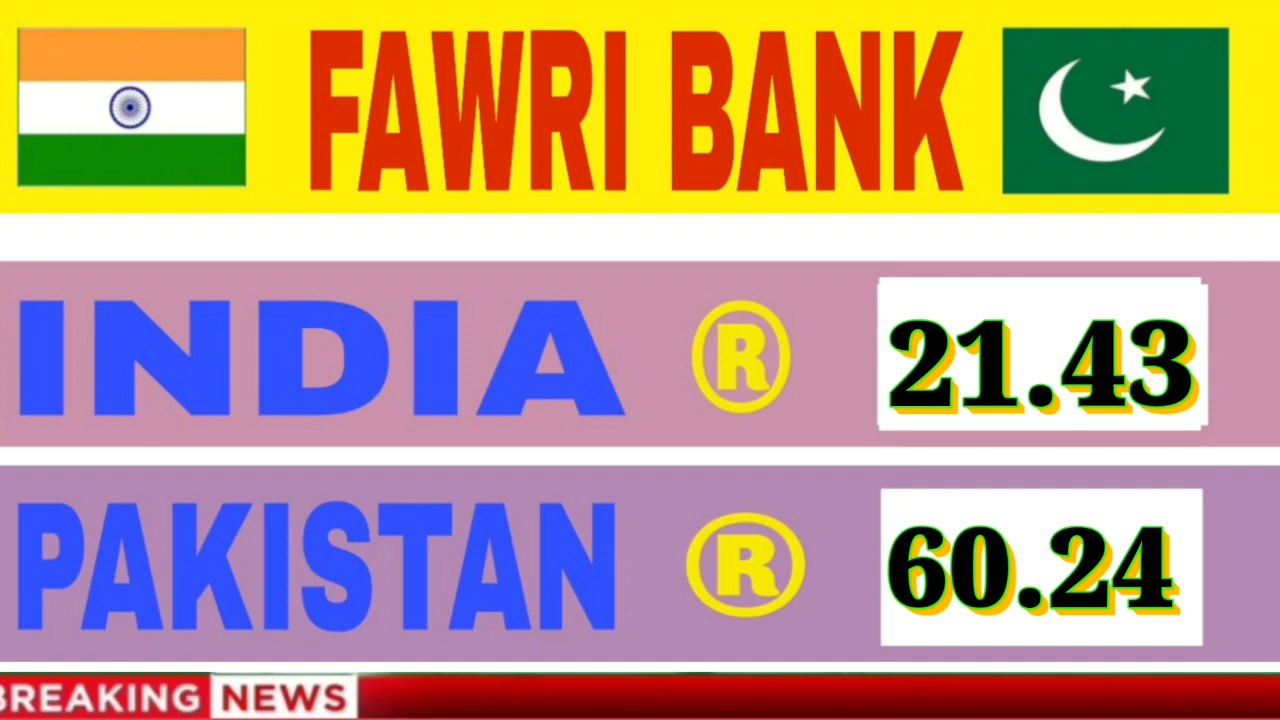 FAWRI BANK
INDIA ® 21.43
PAKISTAN ® 60.24
BREAKING NEWS